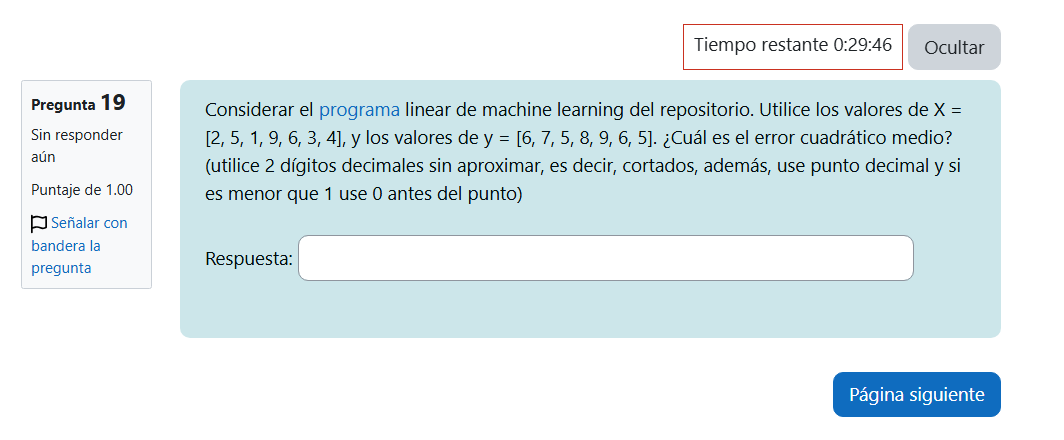 Tiempo restante 0:29:46
Ocultar
Pregunta 19
Sin responder
aún
Puntaje de 1.00
Señalar con
bandera la
pregunta
Considerar el programa linear de machine learning del repositorio. Utilice los valores de X =
[2, 5, 1, 9, 6, 3, 4], y los valores de y = [6, 7, 5, 8, 9, 6, 5]. ¿Cuál es el error cuadrático medio?
(utilice 2 dígitos decimales sin aproximar, es decir, cortados, además, use punto decimal y si
es menor que 1 use 0 antes del punto)
Respuesta:
Página siguiente